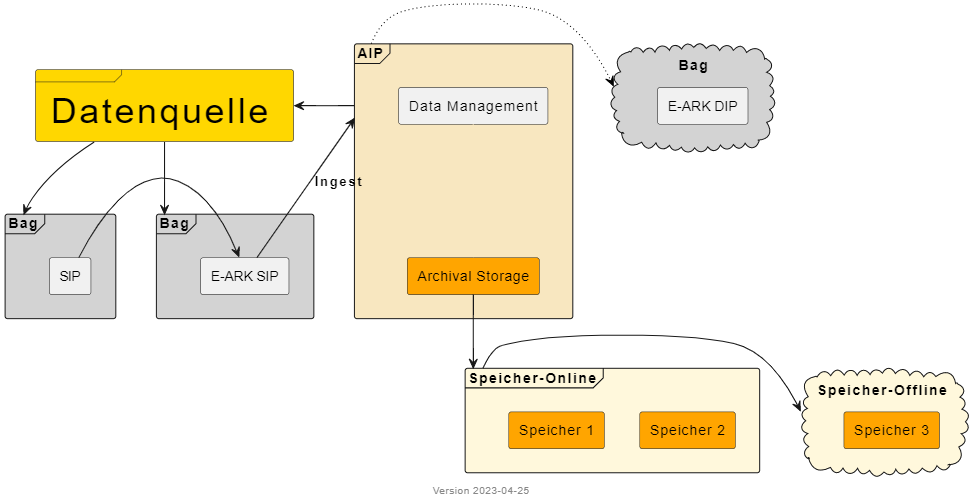 AIP
Bag
Data Management
E-ARK DIP
Datenquelle
Ingest
Bag
Bag
SIP
E-ARK SIP
Archival Storage
Speicher-Online
Speicher-Offline
Speicher 1
Speicher 2
Speicher 3
Version 2023-04-25